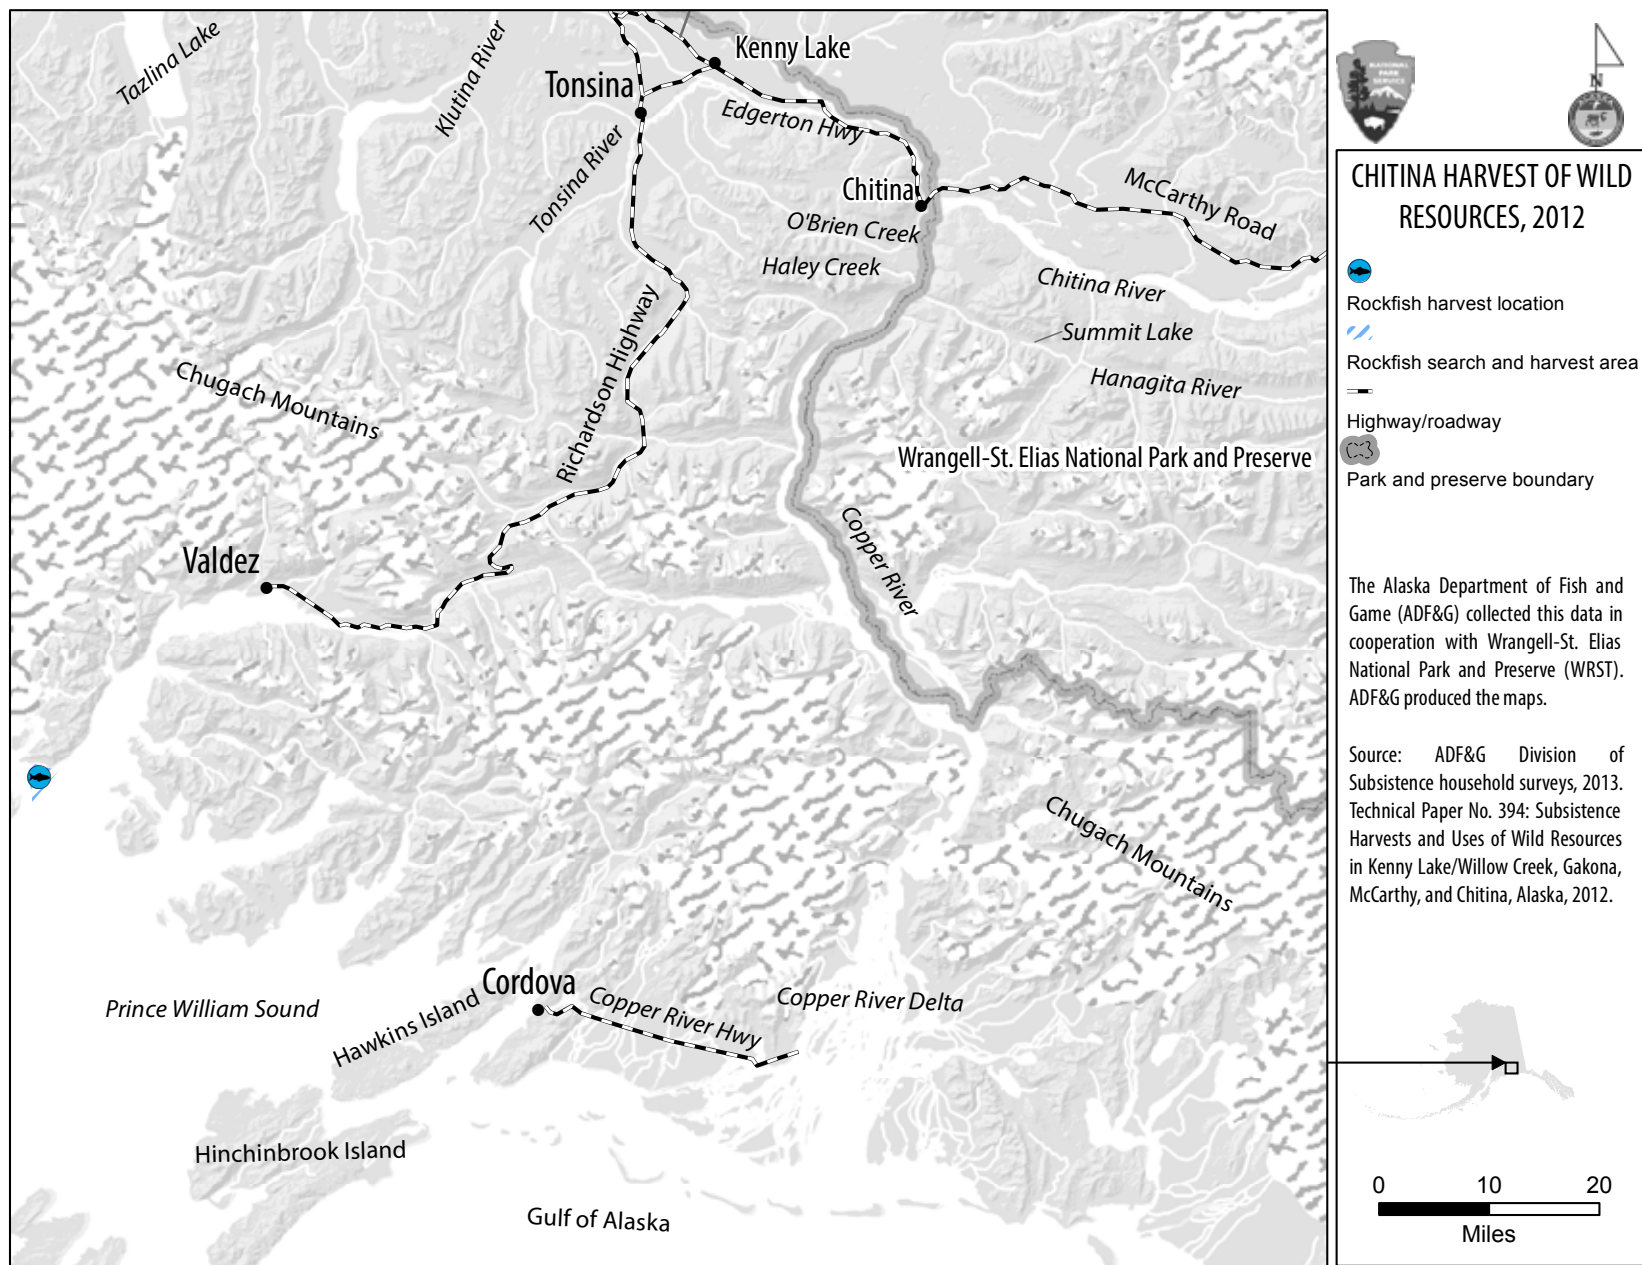 Tazlina Lake
Klutina River
Kenny Lake
Tonsina
Edgerton Hwy
Tonsina River
Chitina
McCarthy Road
O'Brien Creek
Haley Creek
Chitina River
Summit Lake
Richardson Highway
Chugach Mountains
Hanagita River
Wrangell-St. Elias National Park and Preserve
Copper River
Valdez
Chugach Mountains
Cordova
Copper River Hwy
Copper River Delta
Prince William Sound
Hawkins Island
Hinchinbrook Island
Gulf of Alaska
NATIONAL
PARK
SERVICE
N
CHITINA HARVEST OF WILD
RESOURCES, 2012
Rockfish harvest location
Rockfish search and harvest area
Highway/roadway
Park and preserve boundary
The Alaska Department of Fish and
Game (ADF&G) collected this data in
cooperation with Wrangell-St. Elias
National Park and Preserve (WRST).
ADF&G produced the maps.
Source: ADF&G Division of
Subsistence household surveys, 2013.
Technical Paper No. 394: Subsistence
Harvests and Uses of Wild Resources
in Kenny Lake/Willow Creek, Gakona,
McCarthy, and Chitina, Alaska, 2012.
0 10 20
Miles